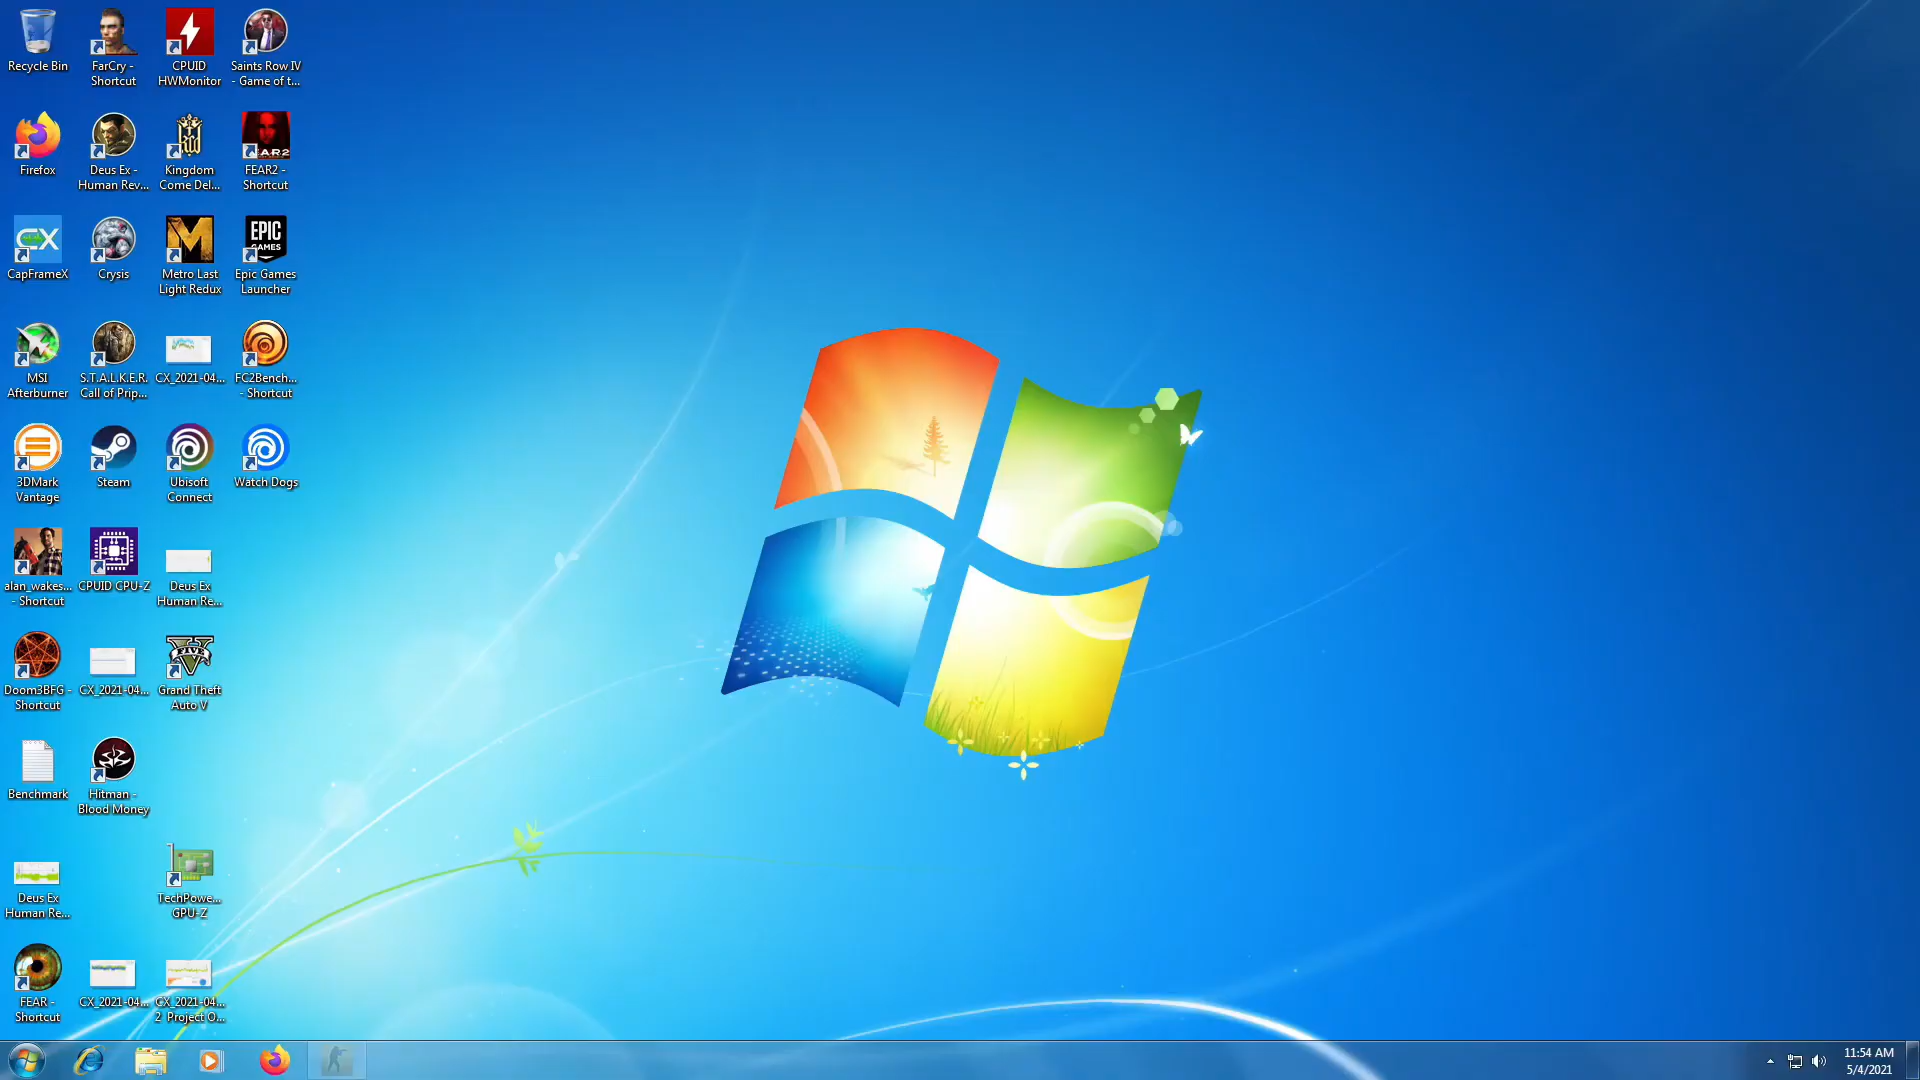 Recycle Bin
FarCry -
Shortcut
CPUID
HWMonitor
Saints Row IV
- Game of t...
Firefox
Deus Ex -
Human Rev...
Kingdom
Come Del...
FEAR2
FEAR2 -
Shortcut
CX
CapFrameX
Crysis
M
Metro Last
Light Redux
EPIC
GAMES
Epic Games
Launcher
MSI
Afterburner
S.T.A.L.K.E.R.
Call of Prip...
CX_2021-04...
FC2Bench...
- Shortcut
3DMark
Vantage
Steam
Ubisoft
Connect
Watch Dogs
alan_wakes...
- Shortcut
CPUID CPU-Z
Deus Ex
Human Re...
Doom3BFG -
Shortcut
CX_2021-04...
V
FIVE
Grand Theft
Auto V
Benchmark
Hitman -
Blood Money
Deus Ex
Human Re...
TechPowe...
GPU-Z
FEAR -
Shortcut
CX_2021-04...
CX_2021-04...
2_Project O...
11:54 AM
5/4/2021